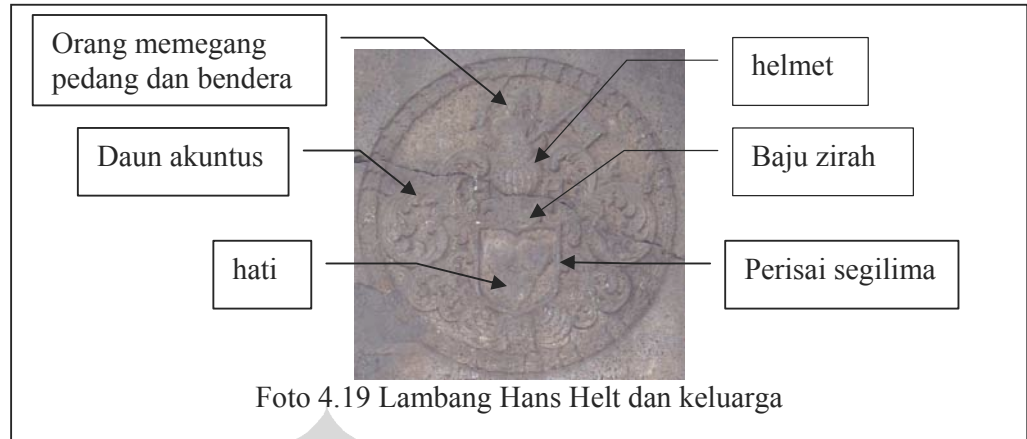 Orang memegang
pedang dan bendera
helmet
Daun akuntus
Baju zirah
hati
Perisai segilima
Foto 4.19 Lambang Hans Helt dan keluarga